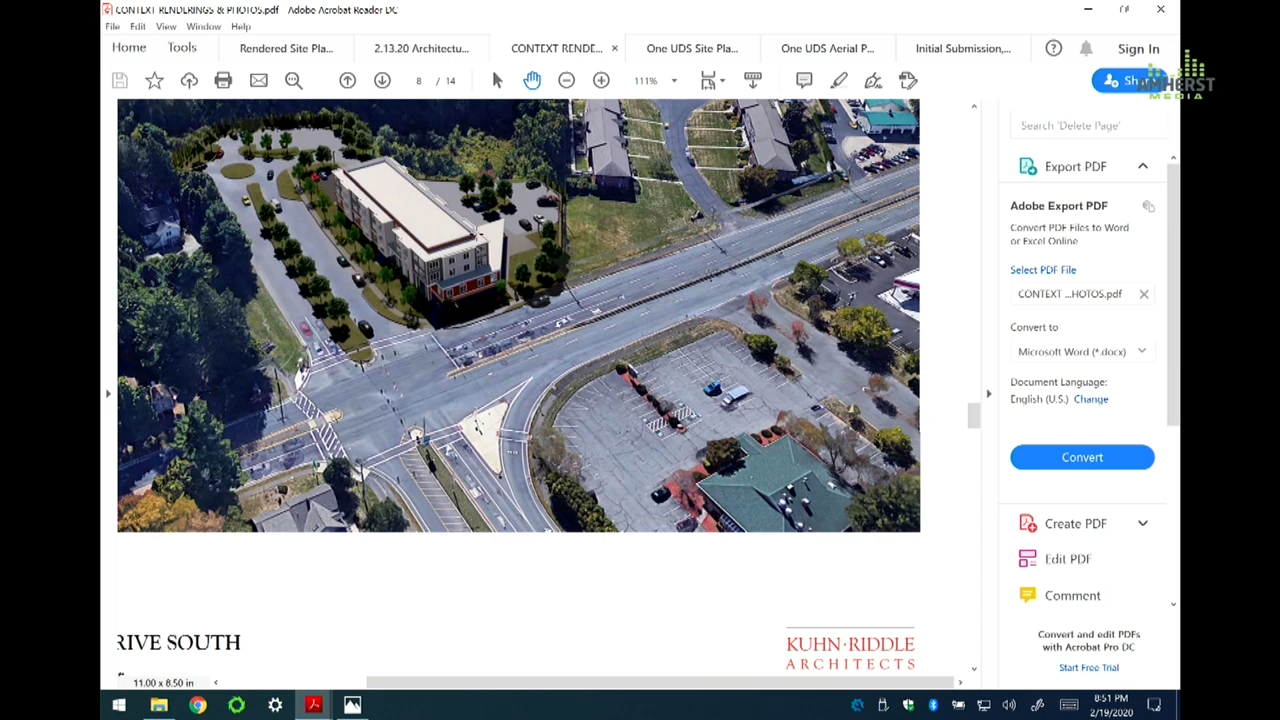 CONTEXT RENDERINGS & PHOTOS.pdf - Adobe Acrobat Reader DC
File Edit View Window Help
Home Tools Rendered Site Pla... 2.13.20 Architectu... CONTEXT RENDE... × One UDS Site Pla... One UDS Aerial P... Initial Submission,... Sign In
8 / 14 111% Sha
AMHERST
MEDIA
Search 'Delete Page'
Export PDF
Adobe Export PDF
Convert PDF Files to Word
or Excel Online
Select PDF File
CONTEXT ...HOTOS.pdf
Convert to
Microsoft Word (*.docx)
Document Language:
English (U.S.) Change
Convert
Create PDF
Edit PDF
Comment
Convert and edit PDFs
with Acrobat Pro DC
Start Free Trial
RIVE SOUTH
KUHN·RIDDLE
ARCHITECTS
11.00 x 8.50 in
8:51 PM
2/19/2020